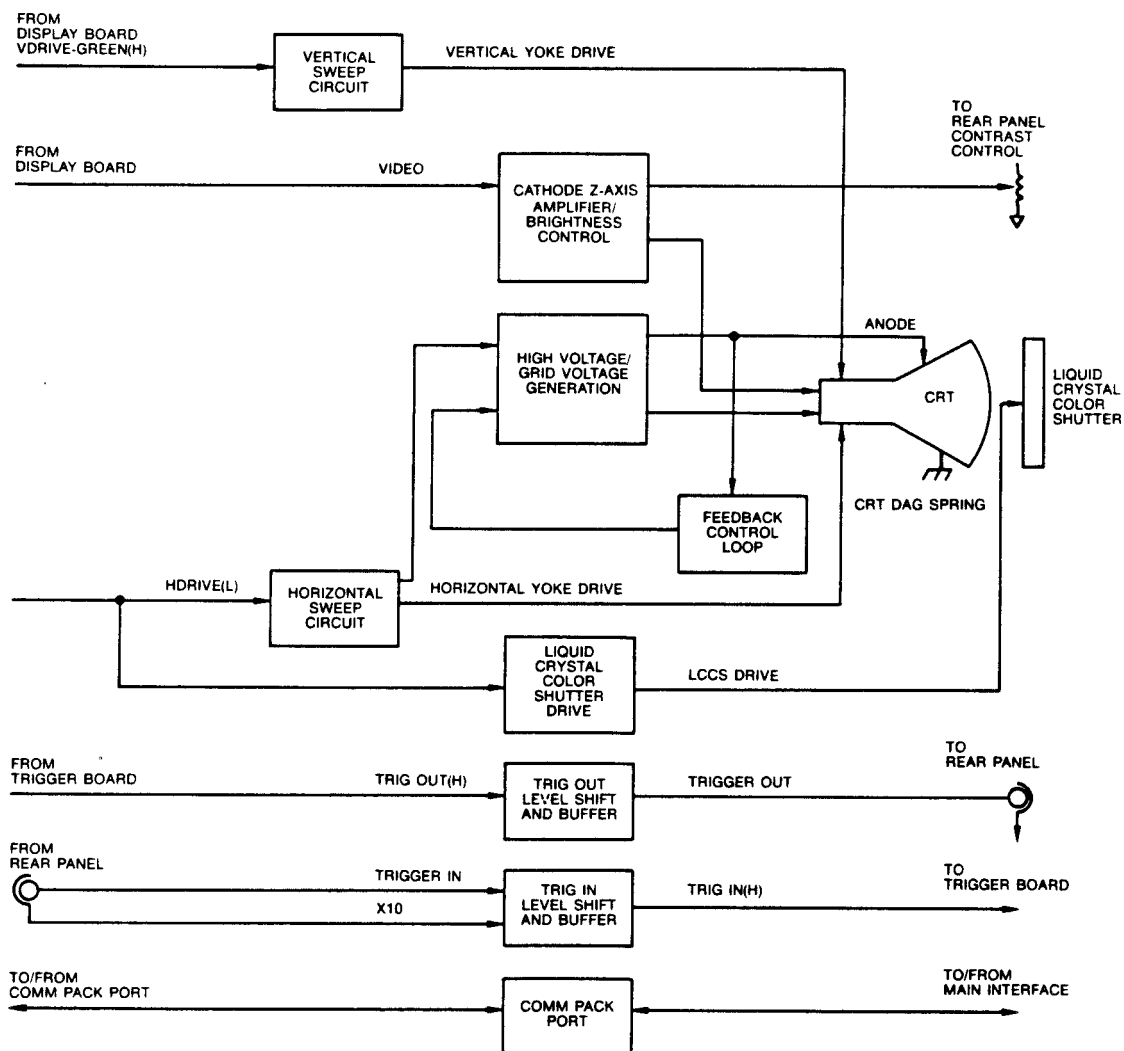 FROM
DISPLAY BOARD
VDRIVE-GREEN(H)
VERTICAL
SWEEP
CIRCUIT
VERTICAL YOKE DRIVE
TO
REAR PANEL
CONTRAST
CONTROL
FROM
DISPLAY BOARD
VIDEO
CATHODE Z-AXIS
AMPLIFIER/
BRIGHTNESS
CONTROL
HIGH VOLTAGE/
GRID VOLTAGE
GENERATION
ANODE
CRT
LIQUID
CRYSTAL
COLOR
SHUTTER
CRT DAG SPRING
FEEDBACK
CONTROL
LOOP
HDRIVE(L)
HORIZONTAL
SWEEP
CIRCUIT
HORIZONTAL YOKE DRIVE
LIQUID
CRYSTAL
COLOR
SHUTTER
DRIVE
LCCS DRIVE
FROM
TRIGGER BOARD
TRIG OUT(H)
TRIG OUT
LEVEL SHIFT
AND BUFFER
TRIGGER OUT
TO
REAR PANEL
FROM
REAR PANEL
TRIGGER IN
X10
TRIG IN
LEVEL SHIFT
AND BUFFER
TRIG IN(H)
TO
TRIGGER BOARD
TO/FROM
COMM PACK PORT
COMM PACK
PORT
TO/FROM
MAIN INTERFACE